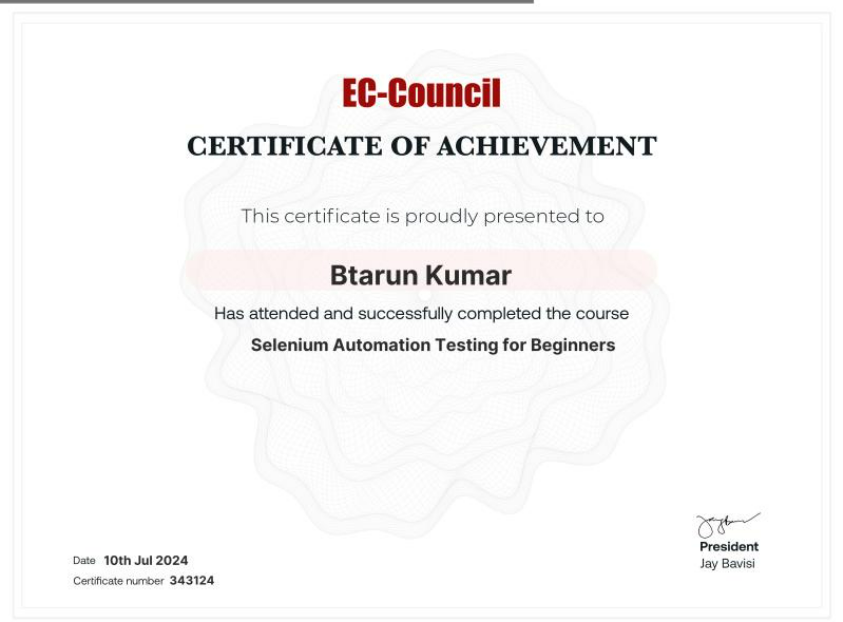 EC-Council
CERTIFICATE OF ACHIEVEMENT
This certificate is proudly presented to
Btarun Kumar
Has attended and successfully completed the course
Selenium Automation Testing for Beginners
Date 10th Jul 2024
Certificate number 343124
President
Jay Bavisi